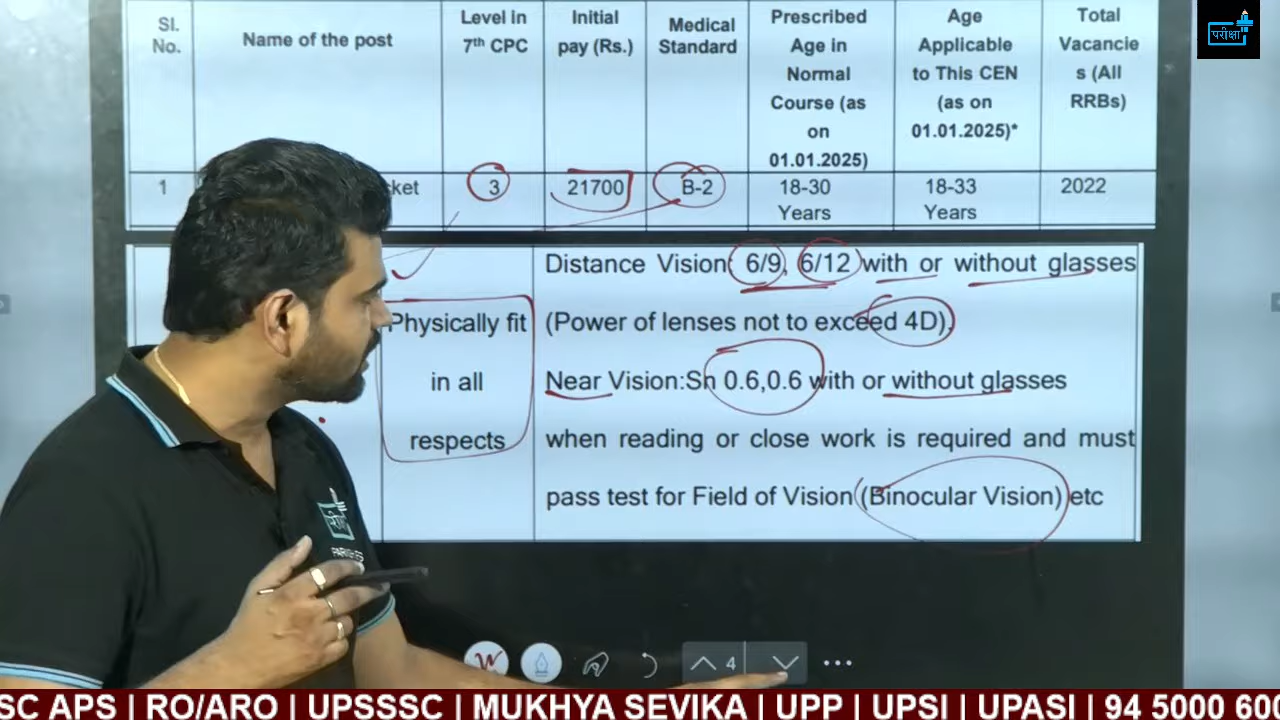 Sl.
No.
Name of the post
Level in
7th CPC
Initial
pay (Rs.)
Medical
Standard
Prescribed
Age in
Normal
Course (as
on
01.01.2025)
Age
Applicable
to This CEN
(as on
01.01.2025)*
Total
Vacancie
s (All
RRBs)
परीक्षा
1
3
21700
B-2
18-30
Years
18-33
Years
2022
Physically fit
in all
respects
Distance Vision: 6/9, 6/12 with or without glasses
(Power of lenses not to exceed 4D).
Near Vision:Sn 0.6,0.6 with or without glasses
when reading or close work is required and must
pass test for Field of Vision (Binocular Vision) etc
4
SC APS | RO/ARO | UPSSSC | MUKHYA SEVIKA | UPP | UPSI | UPASI | 94 5000 600